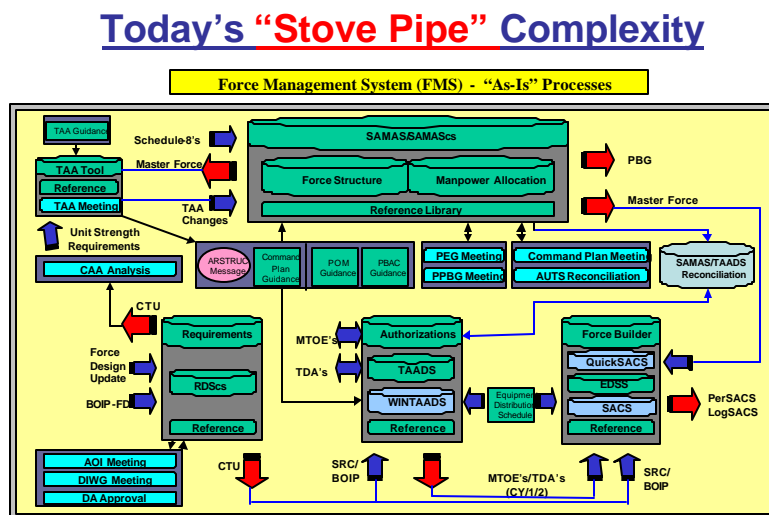 Today's "Stove Pipe" Complexity
Force Management System (FMS) - "As-Is" Processes
TAA Guidance
Schedule-8's
SAMAS/SAMAScs
PBG
TAA Tool
Master Force
Reference
Force Structure
Manpower Allocation
TAA Meeting
TAA
Changes
Reference Library
Master Force
Unit Strength
Requirements
ARSTRUC
Message
Command
Plan
Guidance
POM
Guidance
PBAC
Guidance
PEG Meeting
PPBG Meeting
Command Plan Meeting
AUTS Reconciliation
SAMAS/TAADS
Reconciliation
CAA Analysis
CTU
Requirements
MTOE's
Authorizations
Force Builder
Force
Design
Update
RDScs
TDA's
TAADS
QuickSACS
EDSS
BOIP-FD
WINTAADS
Equipment
Distribution
Schedule
SACS
PerSACS
LogSACS
Reference
Reference
Reference
AOI Meeting
DIWG Meeting
DA Approval
CTU
SRC/
BOIP
MTOE's/TDA's
(CY/1/2)
SRC/
BOIP